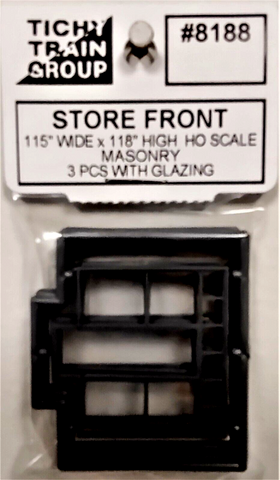 TICHY
TRAIN
GROUP
#8188
STORE FRONT
115" WIDE x 118" HIGH HO SCALE
MASONRY
3 PCS WITH GLAZING